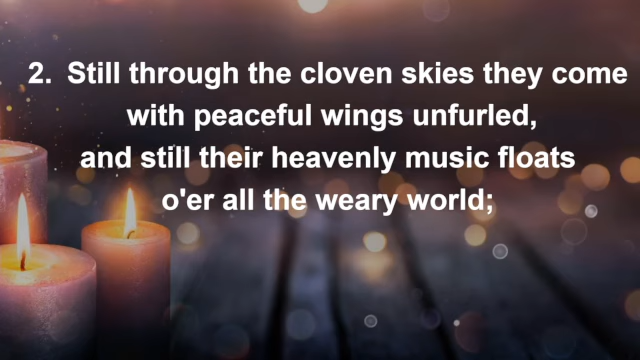 2. Still through the cloven skies they come
with peaceful wings unfurled,
and still their heavenly music floats
o'er all the weary world;